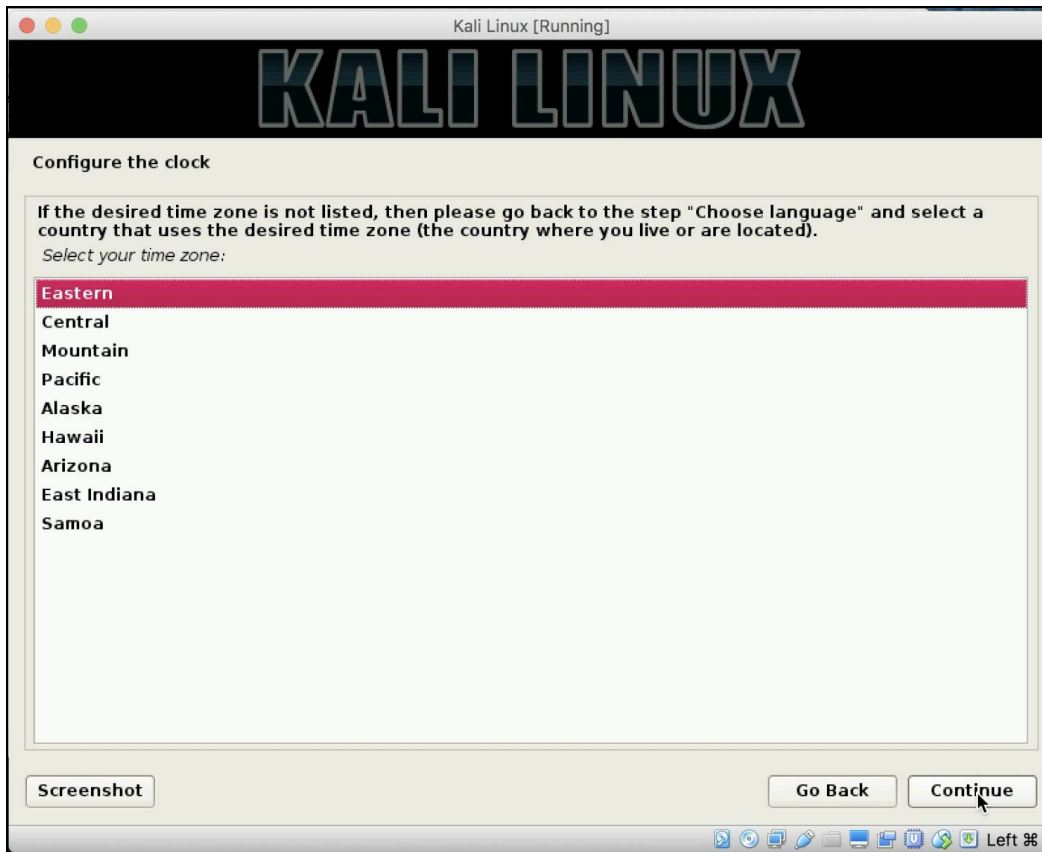 Kali Linux [Running]
KALI LINUX
Configure the clock
If the desired time zone is not listed, then please go back to the step "Choose language" and select a
country that uses the desired time zone (the country where you live or are located).
Select your time zone:
Eastern
Central
Mountain
Pacific
Alaska
Hawaii
Arizona
East Indiana
Samoa
Screenshot
Go Back
Continue
Left ⌘